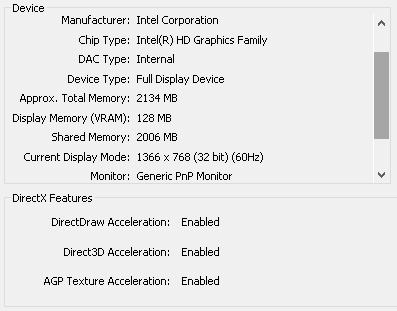 Device
Manufacturer: Intel Corporation
Chip Type: Intel(R) HD Graphics Family
DAC Type: Internal
Device Type: Full Display Device
Approx. Total Memory: 2134 MB
Display Memory (VRAM): 128 MB
Shared Memory: 2006 MB
Current Display Mode: 1366 x 768 (32 bit) (60Hz)
Monitor: Generic PnP Monitor
DirectX Features
DirectDraw Acceleration: Enabled
Direct3D Acceleration: Enabled
AGP Texture Acceleration: Enabled